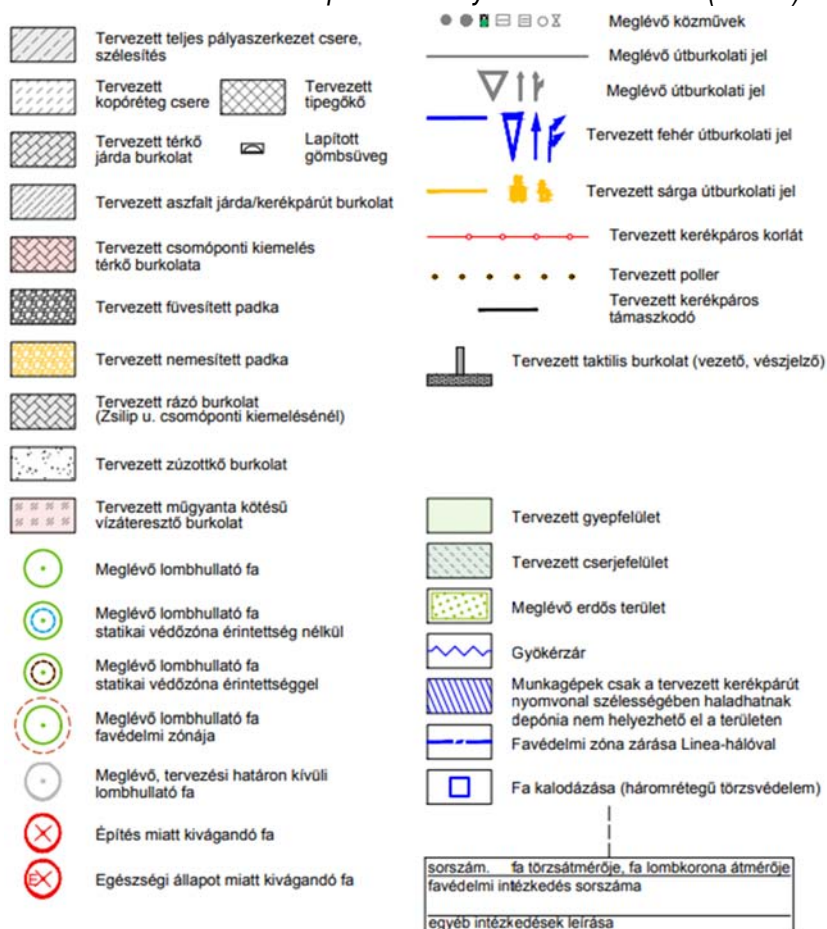 Tervezett teljes pályaszerkezet csere,
szélesítés
Tervezett
kopóréteg csere
Tervezett
tipegőkő
Tervezett térkő
járda burkolat
Lapított
gömbsüveg
Tervezett aszfalt járda/kerékpárút burkolat
Tervezett csomóponti kiemelés
térkő burkolata
Tervezett füvesített padka
Tervezett nemesített padka
Tervezett rázó burkolat
(Zsilip u. csomóponti kiemelésénél)
Tervezett zúzottkő burkolat
Tervezett műgyanta kötésű
vízáteresztő burkolat
Meglévő lombhullató fa
Meglévő lombhullató fa
statikai védőzóna érintettség nélkül
Meglévő lombhullató fa
statikai védőzóna érintettséggel
Meglévő lombhullató fa
favédelmi zónája
Meglévő, tervezési határon kívüli
lombhullató fa
Építés miatt kivágandó fa
Egészségi állapot miatt kivágandó fa
Meglévő közművek
Meglévő útburkolati jel
Meglévő útburkolati jel
Tervezett fehér útburkolati jel
Tervezett sárga útburkolati jel
Tervezett kerékpáros korlát
Tervezett poller
Tervezett kerékpáros
támaszkodó
Tervezett taktilis burkolat (vezető, vészjelző)
Tervezett gyepfelület
Tervezett cserjefelület
Meglévő erdős terület
Gyökérzár
Munkagépek csak a tervezett kerékpárút
nyomvonal szélességében haladhatnak
depónia nem helyezhető el a területen
Favédelmi zóna zárása Linea-hálóval
Fa kalodázása (háromrétegű törzsvédelem)
sorszám. fa törzsátmérője, fa lombkorona átmérője
favédelmi intézkedés sorszáma
egyéb intézkedések leírása